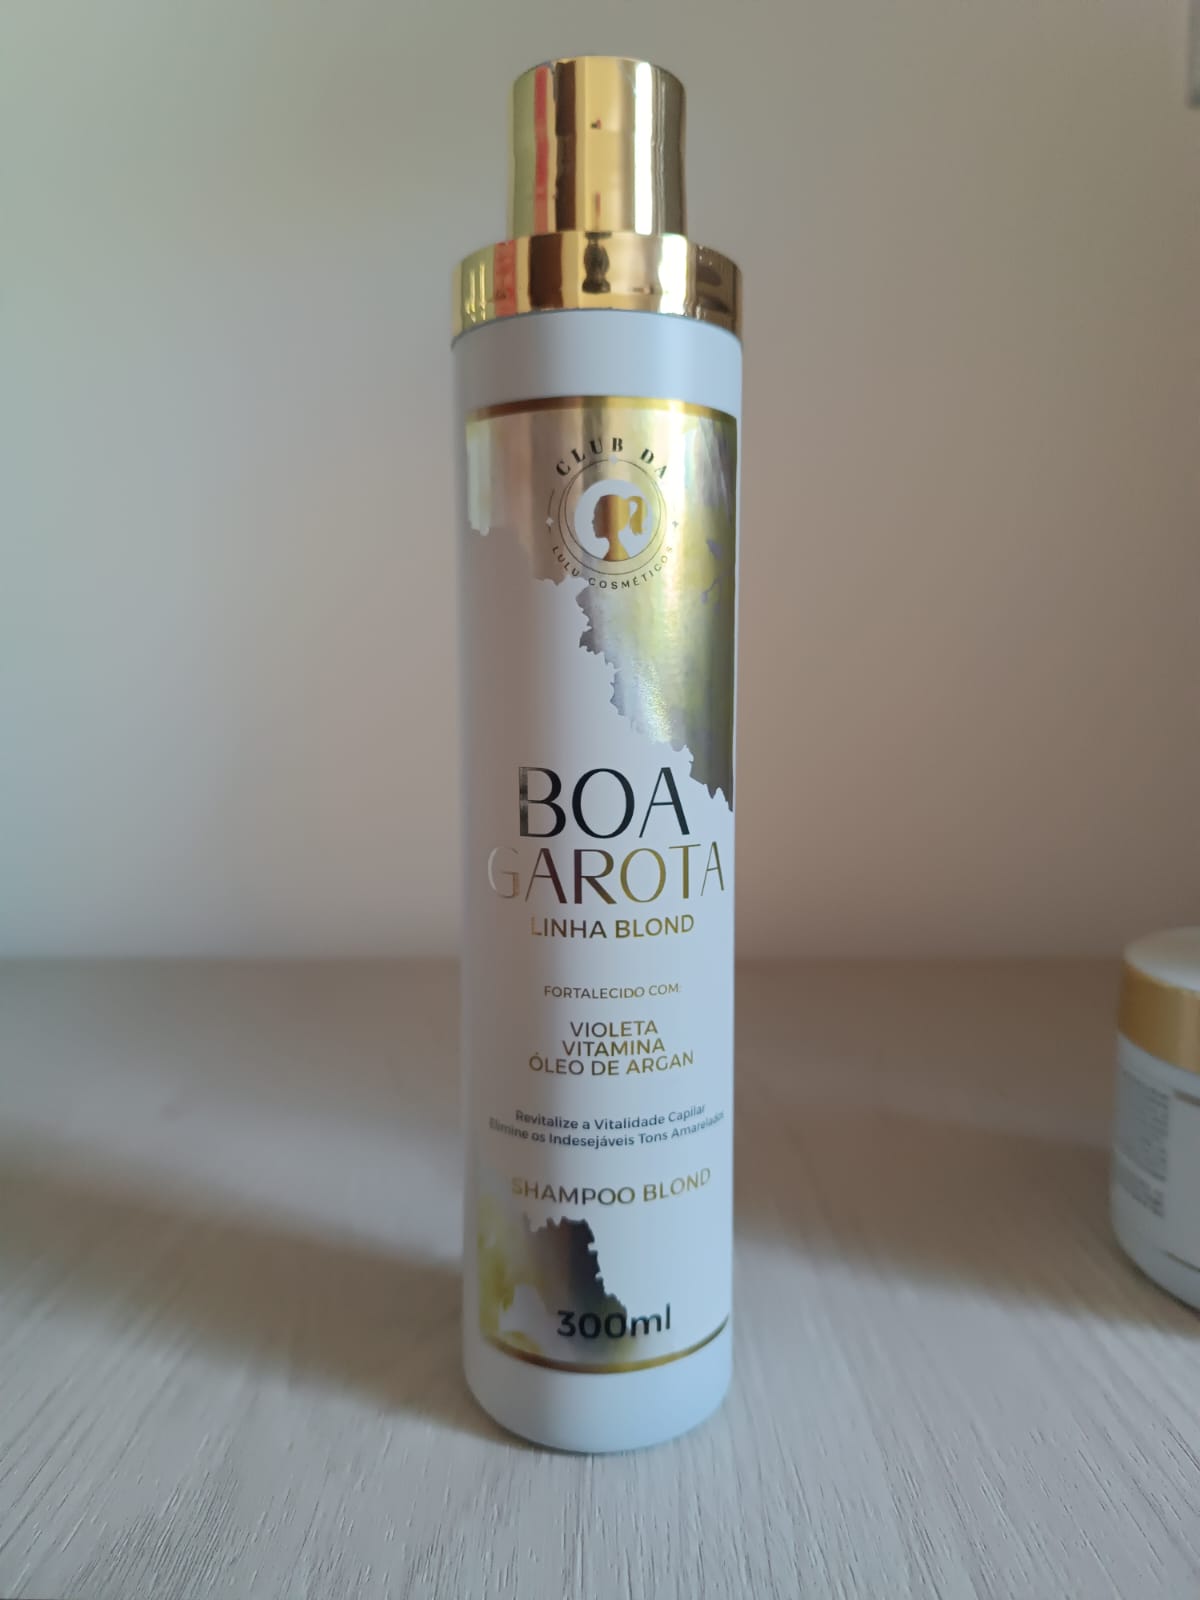 CLUB DA
LULU COSMÉTICOS
BOA
GAROTA
LINHA BLOND
FORTALECIDO COM:
VIOLETA
VITAMINA
ÓLEO DE ARGAN
Revitalize a Vitalidade Capilar
Elimine os Indesejáveis Tons Amarelados
SHAMPOO BLOND
300ml